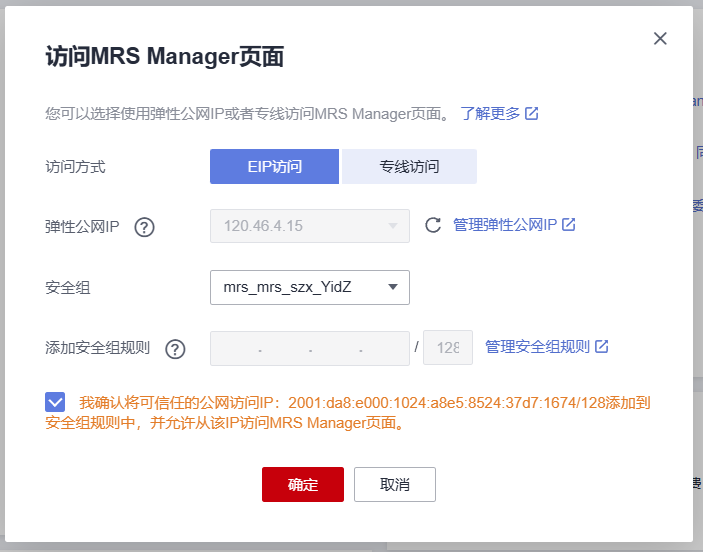 访问MRS Manager页面
您可以选择使用弹性公网IP或者专线访问MRS Manager页面。 了解更多
访问方式 EIP访问 专线访问
弹性公网IP ? 120.46.4.15 管理弹性公网IP
安全组 mrs_mrs_szx_YidZ
添加安全组规则 ? . . . / 128 管理安全组规则
我确认将可信任的公网访问IP：2001:da8:e000:1024:a8e5:8524:37d7:1674/128添加到
安全组规则中，并允许从该IP访问MRS Manager页面。
确定 取消